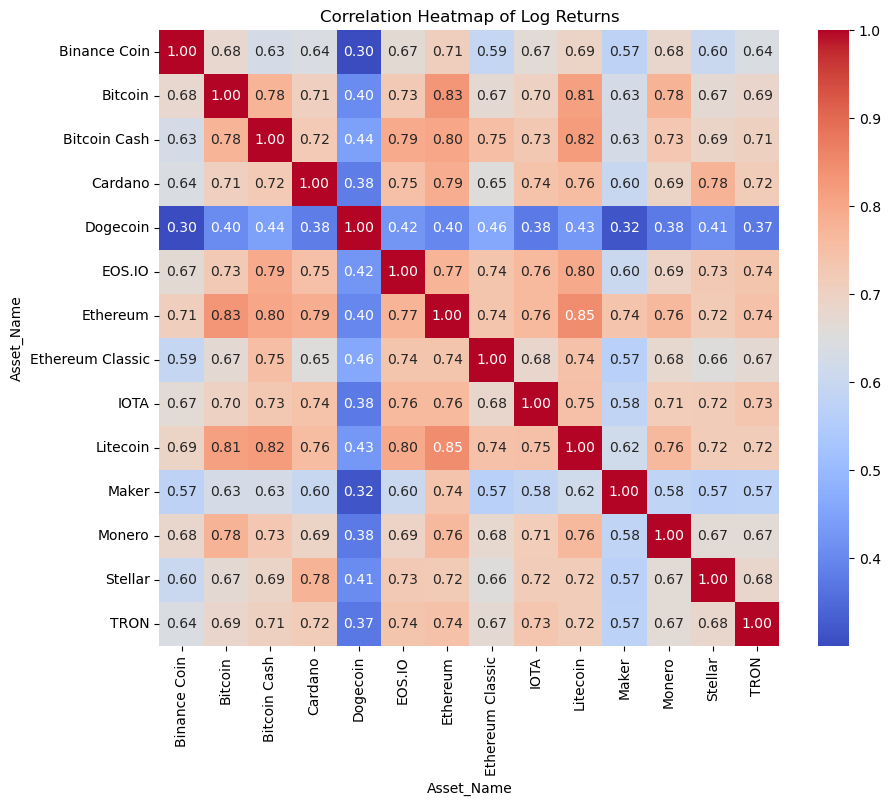 Correlation Heatmap of Log Returns
Binance Coin 1.00 0.68 0.63 0.64 0.30 0.67 0.71 0.59 0.67 0.69 0.57 0.68 0.60 0.64
Bitcoin 0.68 1.00 0.78 0.71 0.40 0.73 0.83 0.67 0.70 0.81 0.63 0.78 0.67 0.69
Bitcoin Cash 0.63 0.78 1.00 0.72 0.44 0.79 0.80 0.75 0.73 0.82 0.63 0.73 0.69 0.71
Cardano 0.64 0.71 0.72 1.00 0.38 0.75 0.79 0.65 0.74 0.76 0.60 0.69 0.78 0.72
Dogecoin 0.30 0.40 0.44 0.38 1.00 0.42 0.40 0.46 0.38 0.43 0.32 0.38 0.41 0.37
EOS.IO 0.67 0.73 0.79 0.75 0.42 1.00 0.77 0.74 0.76 0.80 0.60 0.69 0.73 0.74
Ethereum 0.71 0.83 0.80 0.79 0.40 0.77 1.00 0.74 0.76 0.85 0.74 0.76 0.72 0.74
Ethereum Classic 0.59 0.67 0.75 0.65 0.46 0.74 0.74 1.00 0.68 0.74 0.57 0.68 0.66 0.67
IOTA 0.67 0.70 0.73 0.74 0.38 0.76 0.76 0.68 1.00 0.75 0.58 0.71 0.72 0.73
Litecoin 0.69 0.81 0.82 0.76 0.43 0.80 0.85 0.74 0.75 1.00 0.62 0.76 0.72 0.72
Maker 0.57 0.63 0.63 0.60 0.32 0.60 0.74 0.57 0.58 0.62 1.00 0.58 0.57 0.57
Monero 0.68 0.78 0.73 0.69 0.38 0.69 0.76 0.68 0.71 0.76 0.58 1.00 0.67 0.67
Stellar 0.60 0.67 0.69 0.78 0.41 0.73 0.72 0.66 0.72 0.72 0.57 0.67 1.00 0.68
TRON 0.64 0.69 0.71 0.72 0.37 0.74 0.74 0.67 0.73 0.72 0.57 0.67 0.68 1.00
Asset_Name
Binance Coin
Bitcoin
Bitcoin Cash
Cardano
Dogecoin
EOS.IO
Ethereum
Ethereum Classic
IOTA
Litecoin
Maker
Monero
Stellar
TRON
Asset_Name
1.0
0.9
0.8
0.7
0.6
0.5
0.4